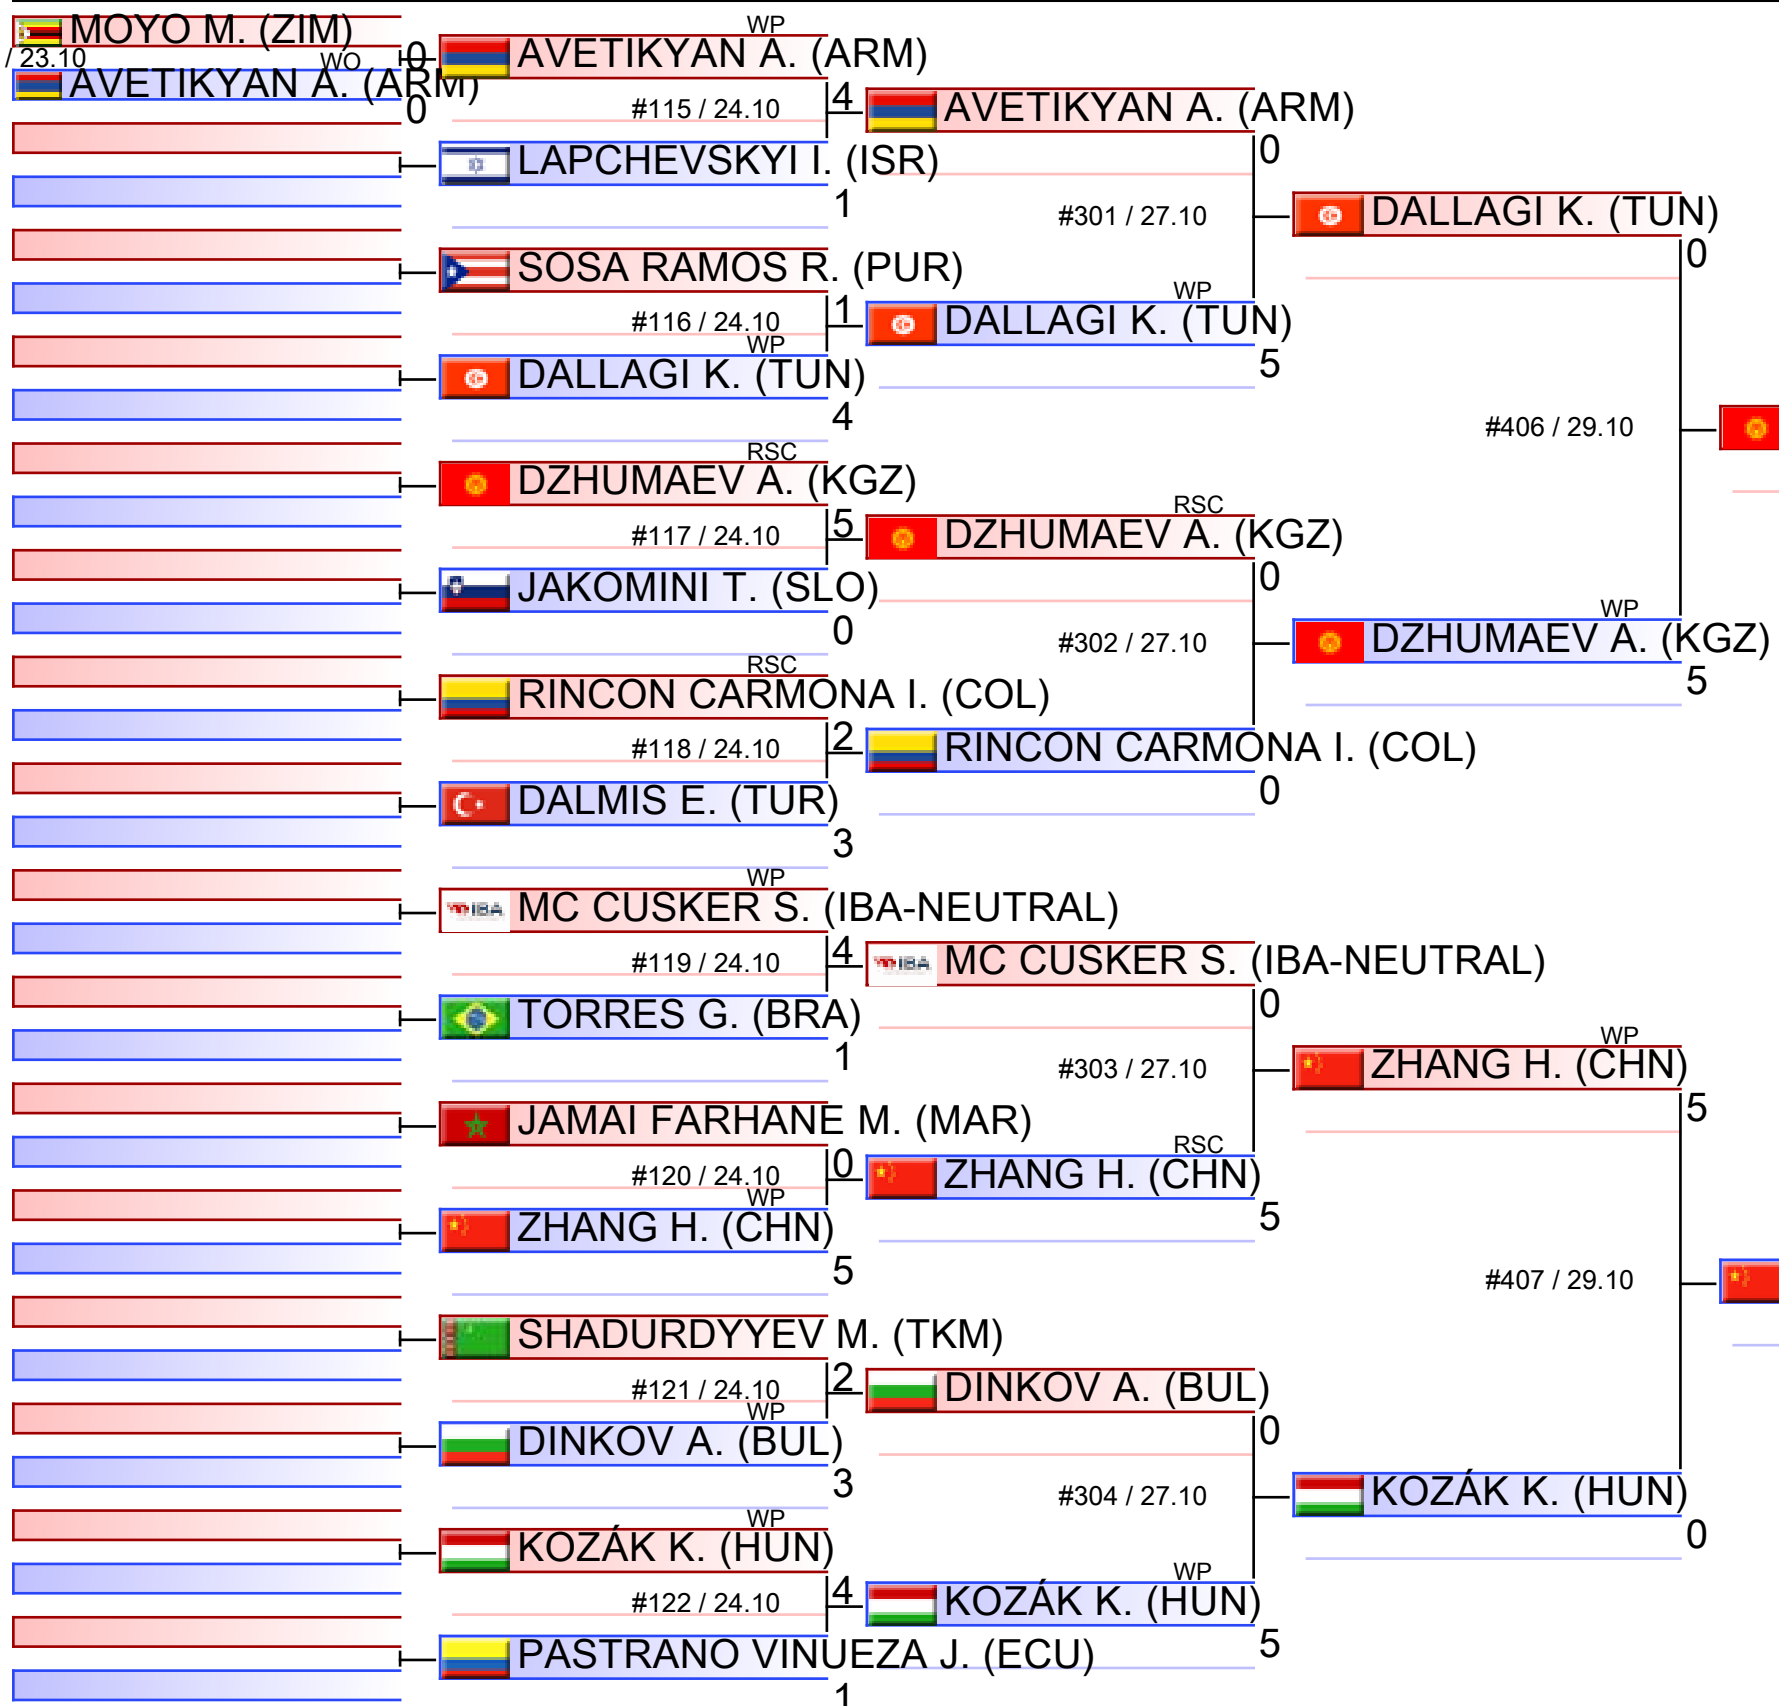 MOYO M. (ZIM)
/ 23.10
WO
0
AVETIKYAN A. (ARM)
0
WP
AVETIKYAN A. (ARM)
4
#115 / 24.10
LAPCHEVSKYI I. (ISR)
1
SOSA RAMOS R. (PUR)
1
#116 / 24.10
WP
DALLAGI K. (TUN)
4
RSC
DZHUMAEV A. (KGZ)
5
#117 / 24.10
JAKOMINI T. (SLO)
0
RSC
RINCON CARMONA I. (COL)
2
#118 / 24.10
DALMIS E. (TUR)
3
WP
MC CUSKER S. (IBA-NEUTRAL)
4
#119 / 24.10
TORRES G. (BRA)
1
JAMAI FARHANE M. (MAR)
0
#120 / 24.10
WP
ZHANG H. (CHN)
5
SHADURDYYEV M. (TKM)
2
#121 / 24.10
WP
DINKOV A. (BUL)
3
WP
KOZÁK K. (HUN)
4
#122 / 24.10
PASTRANO VINUEZA J. (ECU)
1
AVETIKYAN A. (ARM)
0
#301 / 27.10
WP
DALLAGI K. (TUN)
5
RSC
DZHUMAEV A. (KGZ)
0
#302 / 27.10
RINCON CARMONA I. (COL)
0
IBA
MC CUSKER S. (IBA-NEUTRAL)
0
#303 / 27.10
RSC
ZHANG H. (CHN)
5
DINKOV A. (BUL)
0
#304 / 27.10
WP
KOZÁK K. (HUN)
5
DALLAGI K. (TUN)
0
#406 / 29.10
WP
DZHUMAEV A. (KGZ)
5
WP
ZHANG H. (CHN)
5
#407 / 29.10
KOZÁK K. (HUN)
0